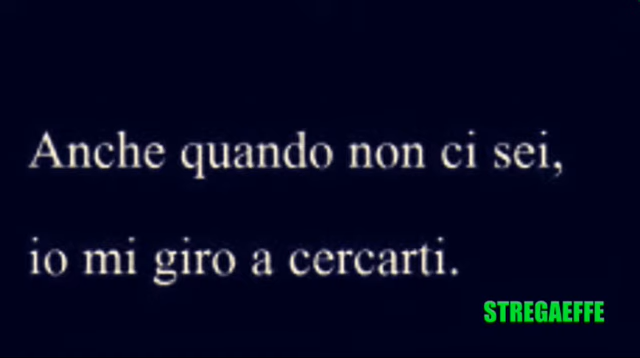 Anche quando non ci sei,
io mi giro a cercarti.
STREGAEFFE